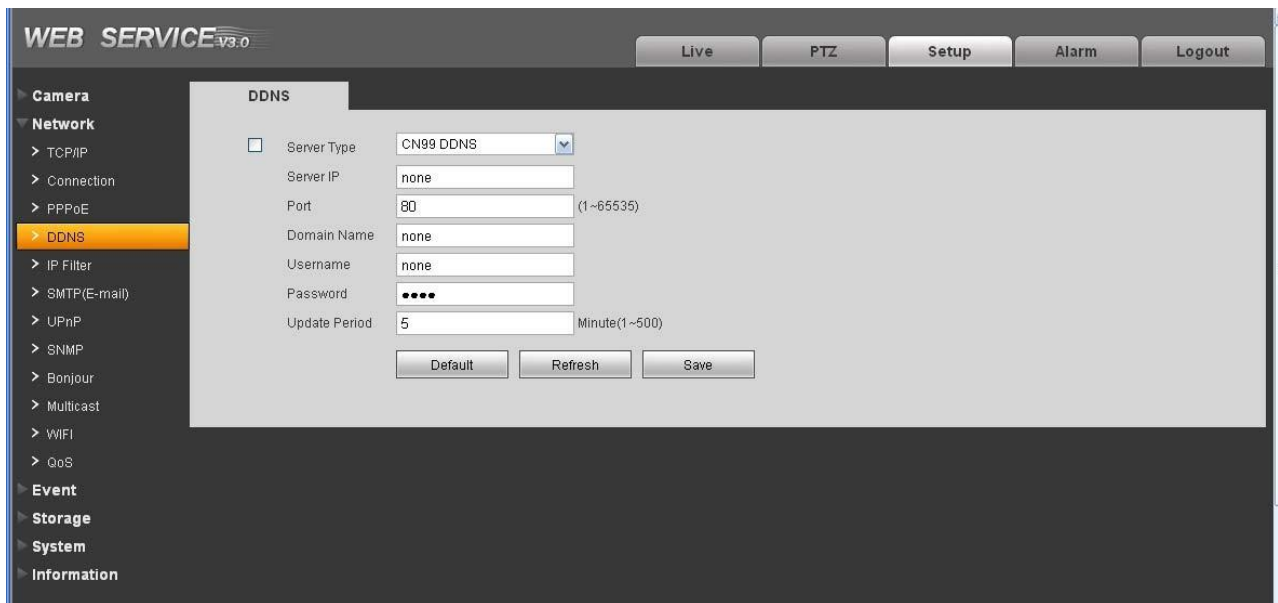 WEB SERVICE V3.0
Live PTZ Setup Alarm Logout
Camera
Network
> TCP/IP
> Connection
> PPPoE
> DDNS
> IP Filter
> SMTP(E-mail)
> UPnP
> SNMP
> Bonjour
> Multicast
> WIFI
> QoS
Event
Storage
System
Information
DDNS
Server Type CN99 DDNS
Server IP none
Port 80 (1~65535)
Domain Name none
Username none
Password ••••
Update Period 5 Minute(1~500)
Default Refresh Save